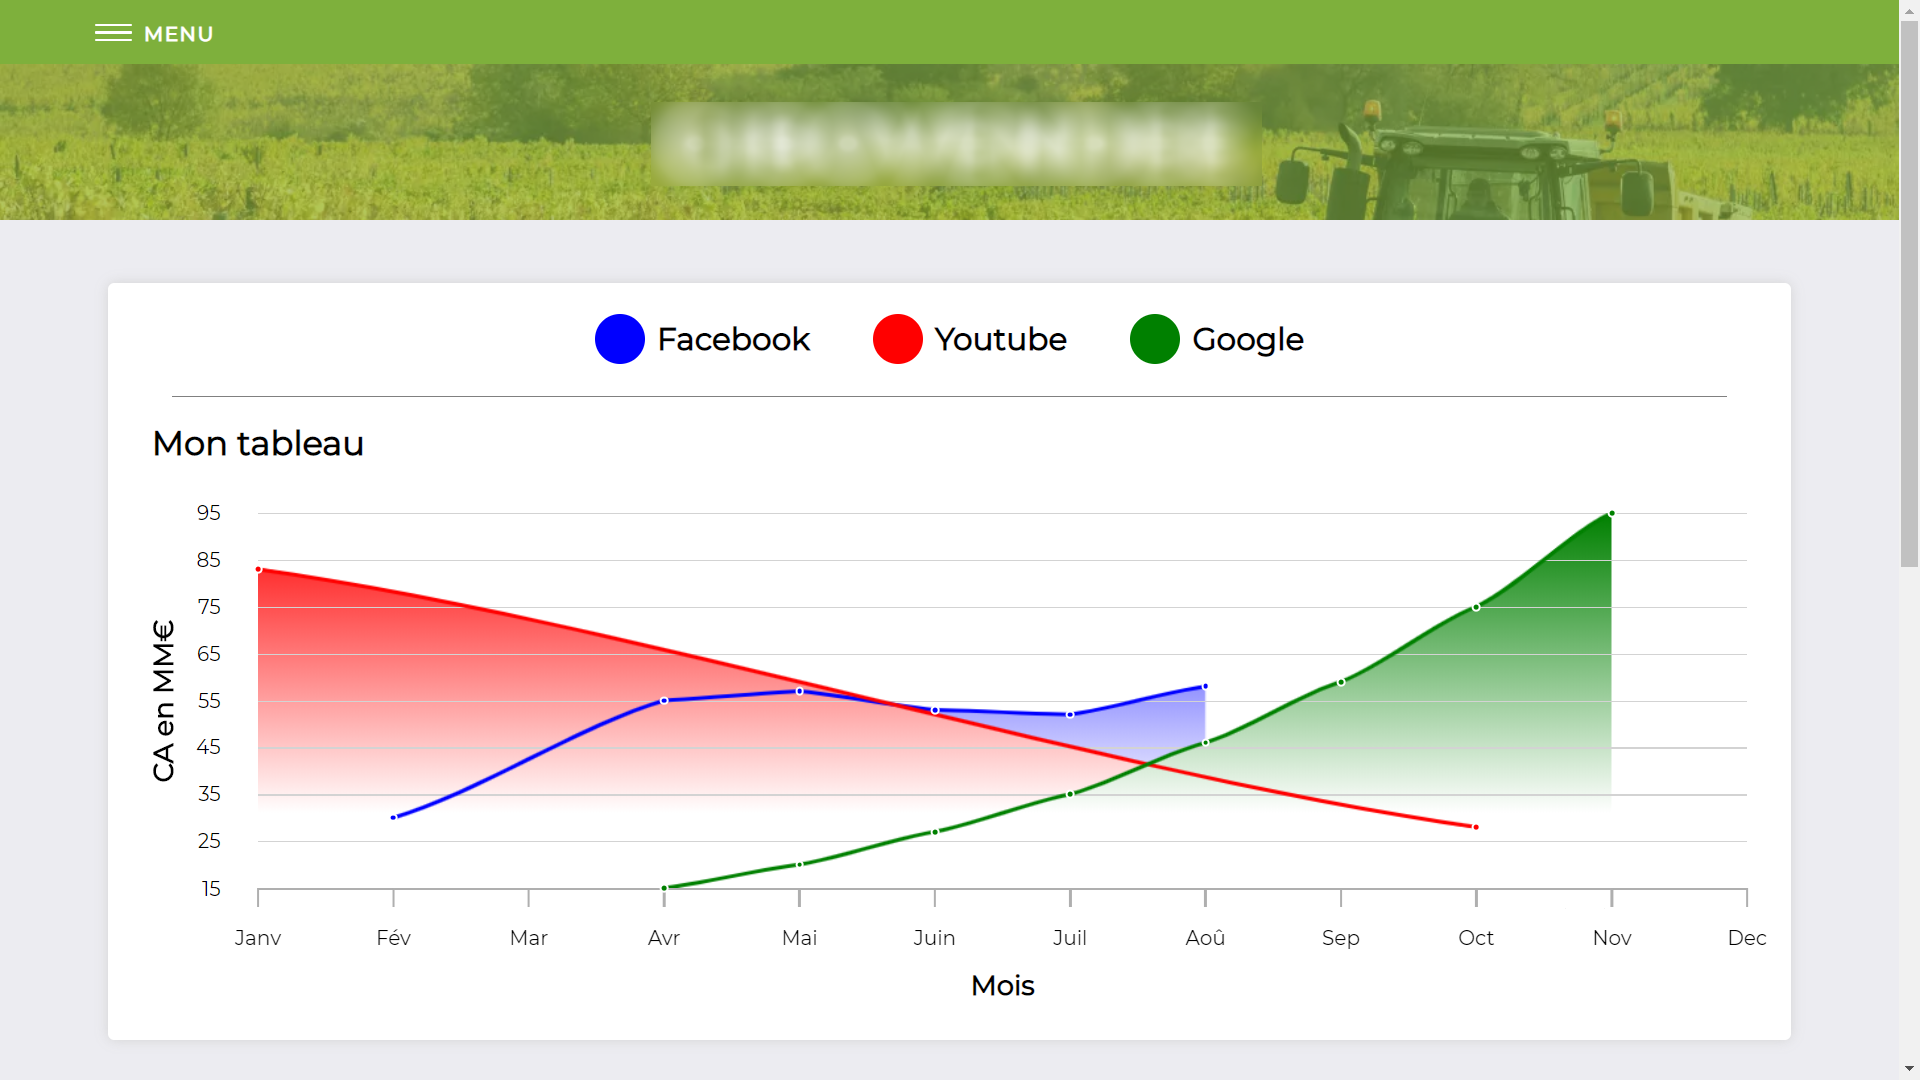 MENU
Facebook
Youtube
Google
Mon tableau
95
85
75
65
55
45
35
25
15
CA en MM€
Janv
Fév
Mar
Avr
Mai
Juin
Juil
Aoû
Sep
Oct
Nov
Dec
Mois